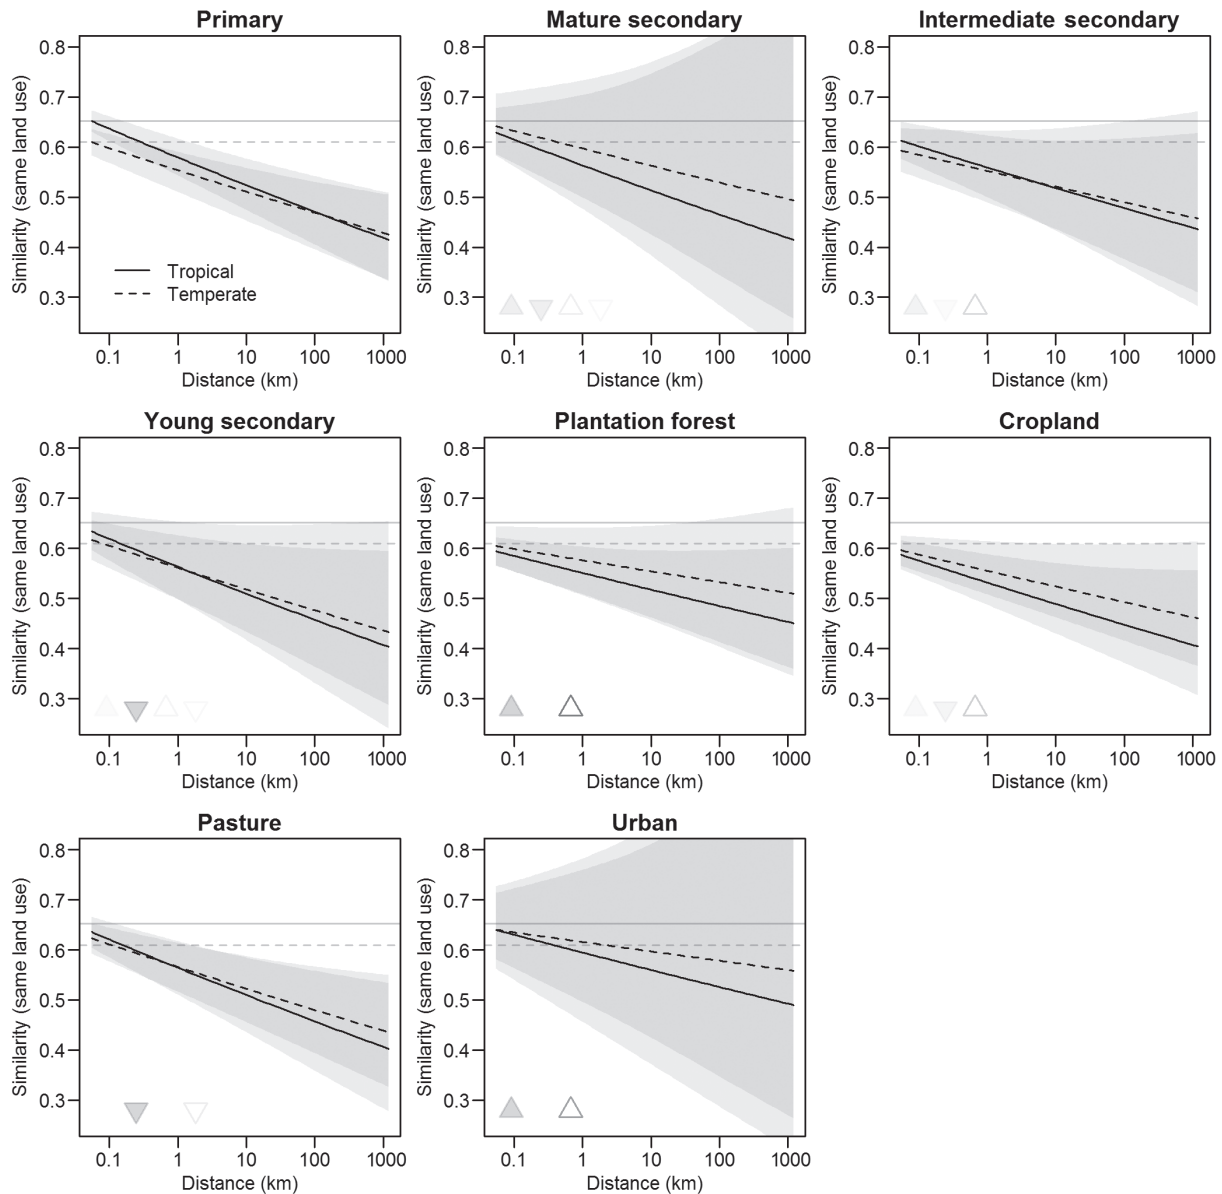 Primary
Mature secondary
Intermediate secondary
Similarity (same land use)
0.8
0.7
0.6
0.5
0.4
0.3
Tropical
Temperate
0.1 1 10 100 1000
Distance (km)
Similarity (same land use)
0.8
0.7
0.6
0.5
0.4
0.3
0.1 1 10 100 1000
Distance (km)
Similarity (same land use)
0.8
0.7
0.6
0.5
0.4
0.3
0.1 1 10 100 1000
Distance (km)
Young secondary
Plantation forest
Cropland
Similarity (same land use)
0.8
0.7
0.6
0.5
0.4
0.3
0.1 1 10 100 1000
Distance (km)
Similarity (same land use)
0.8
0.7
0.6
0.5
0.4
0.3
0.1 1 10 100 1000
Distance (km)
Similarity (same land use)
0.8
0.7
0.6
0.5
0.4
0.3
0.1 1 10 100 1000
Distance (km)
Pasture
Urban
Similarity (same land use)
0.8
0.7
0.6
0.5
0.4
0.3
0.1 1 10 100 1000
Distance (km)
Similarity (same land use)
0.8
0.7
0.6
0.5
0.4
0.3
0.1 1 10 100 1000
Distance (km)